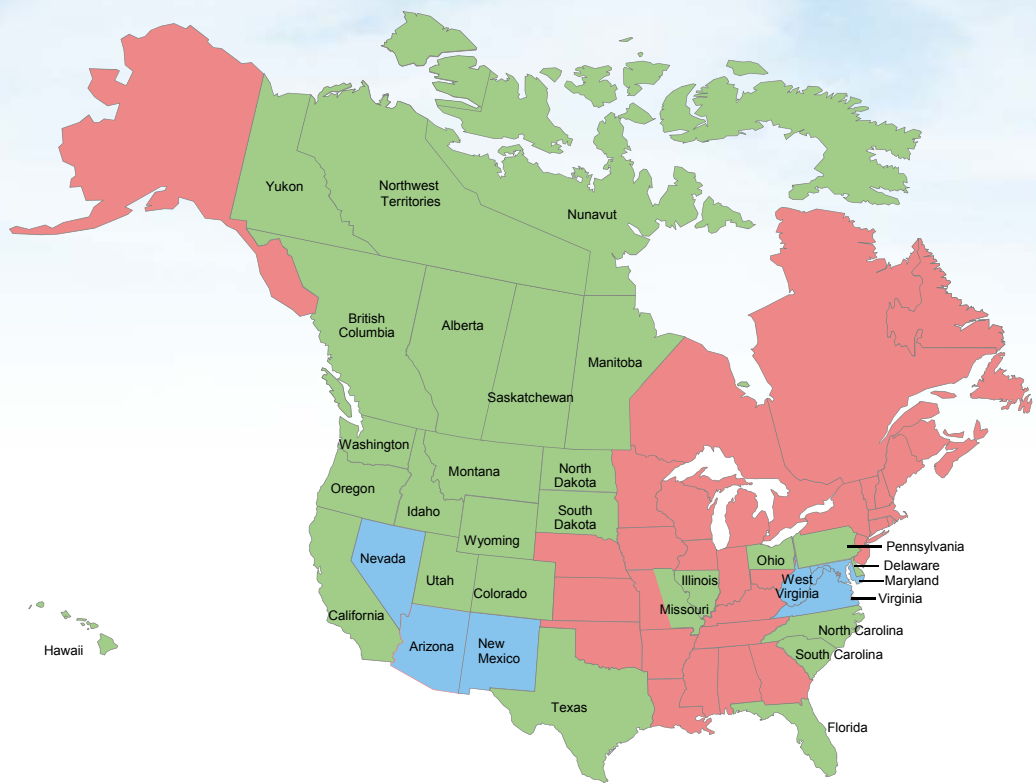 Yukon
Northwest
Territories
Nunavut
British
Columbia
Alberta
Saskatchewan
Manitoba
Washington
Montana
North
Dakota
Oregon
Idaho
South
Dakota
Wyoming
Nevada
Utah
Colorado
California
Illinois
Missouri
Ohio
West
Virginia
Pennsylvania
Delaware
Maryland
Virginia
North Carolina
South Carolina
Hawaii
Arizona
New
Mexico
Texas
Florida